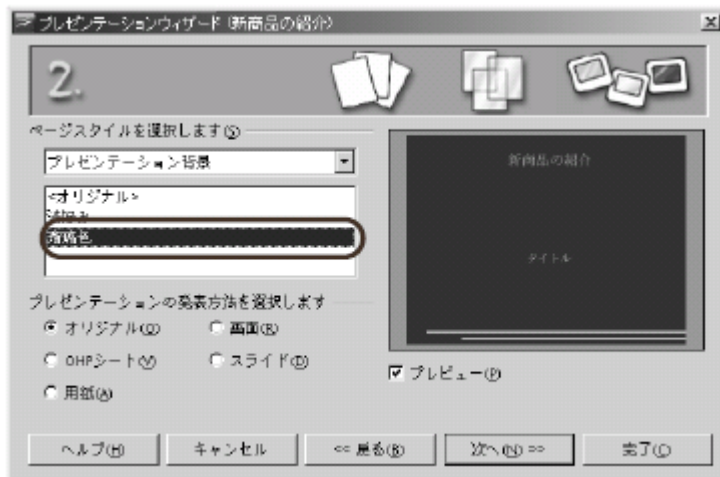 プレゼンテーションウィザード (新商品の紹介)
2.
ページスタイルを選択します(S)
プレゼンテーション背景
<オリジナル>
暗褐色
新商品の紹介
タイトル
プレゼンテーションの発表方法を選択します
オリジナル(O)
画面(R)
OHPシート(V)
スライド(D)
用紙(A)
プレビュー(P)
ヘルプ(H)
キャンセル
<< 戻る(B)
次へ(N) >>
完了(C)